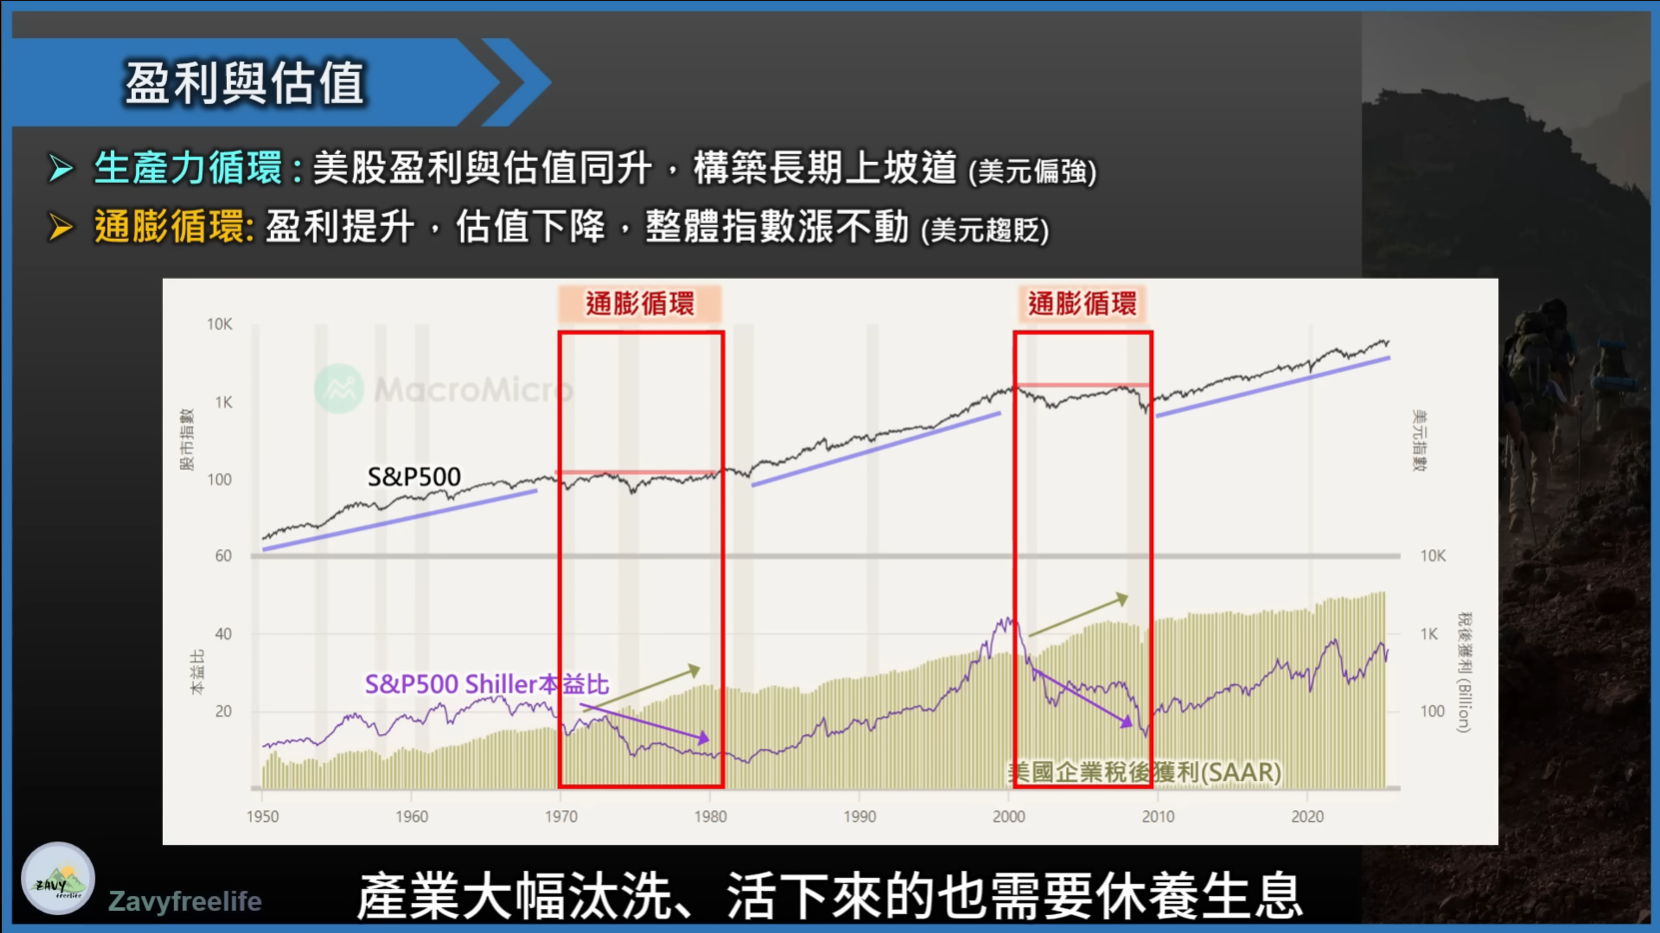 盈利與估值
生產力循環 : 美股盈利與估值同升，構築長期上坡道 (美元偏強)
通膨循環: 盈利提升，估值下降，整體指數漲不動 (美元趨貶)
通膨循環
通膨循環
10K
1K
100
60
40
20
股市指數
本益比
MacroMicro
S&P500
S&P500 Shiller本益比
美國企業稅後獲利(SAAR)
美元指數
10K
1K
100
稅後獲利 (Billion)
1950
1960
1970
1980
1990
2000
2010
2020
ZAVY
freelife
Zavyfreelife
產業大幅汰洗、活下來的也需要休養生息